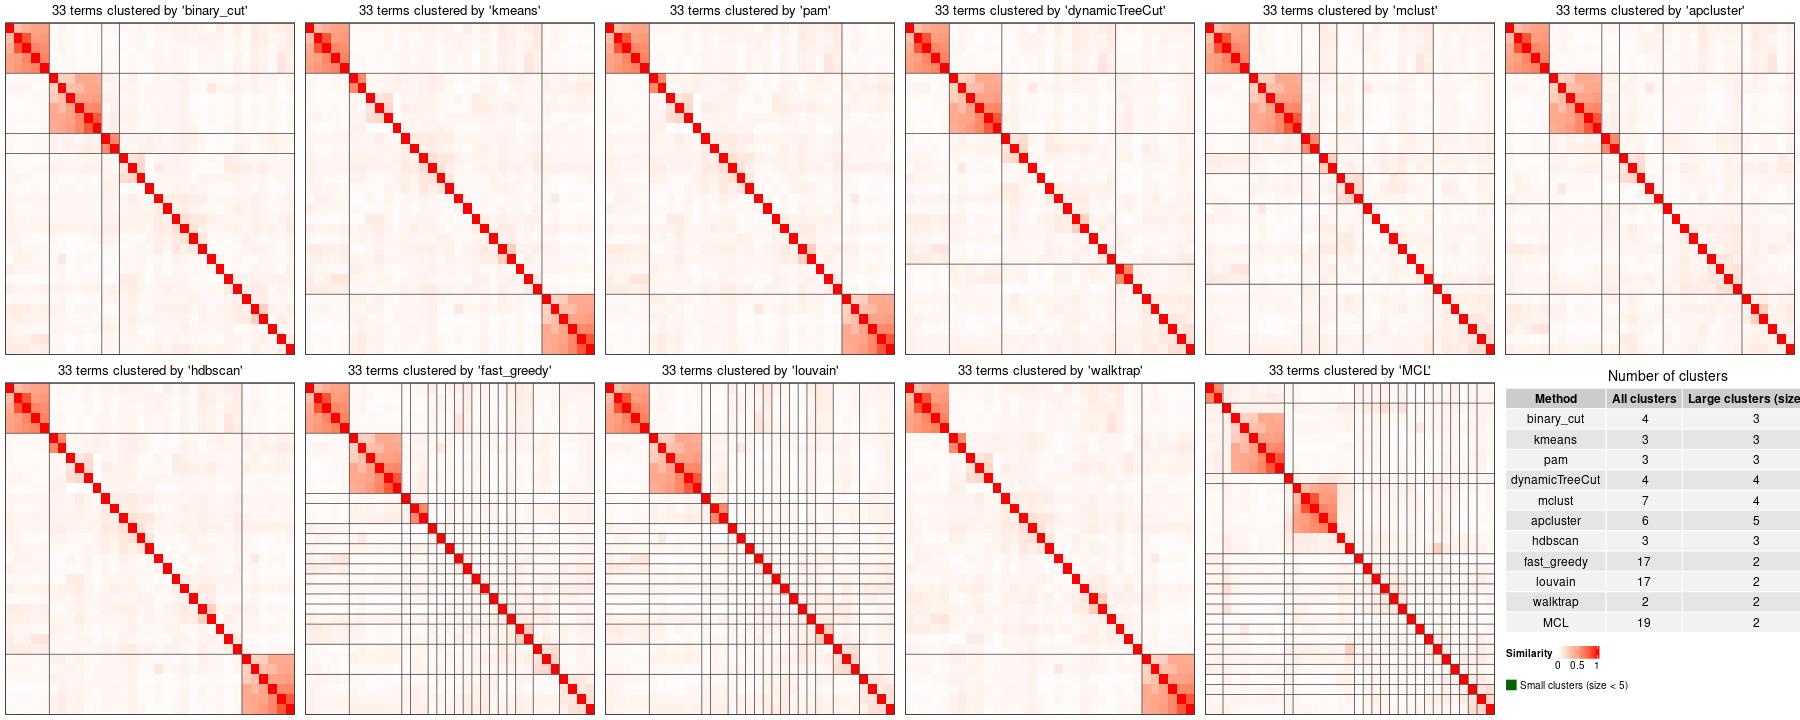 33 terms clustered by 'binary_cut'
33 terms clustered by 'kmeans'
33 terms clustered by 'pam'
33 terms clustered by 'dynamicTreeCut'
33 terms clustered by 'mclust'
33 terms clustered by 'apcluster'
33 terms clustered by 'hdbscan'
33 terms clustered by 'fast_greedy'
33 terms clustered by 'louvain'
33 terms clustered by 'walktrap'
33 terms clustered by 'MCL'
Number of clusters
Method All clusters Large clusters (size
binary_cut 4 3
kmeans 3 3
pam 3 3
dynamicTreeCut 4 4
mclust 7 4
apcluster 6 5
hdbscan 3 3
fast_greedy 17 2
louvain 17 2
walktrap 2 2
MCL 19 2
Similarity
0 0.5 1
Small clusters (size < 5)